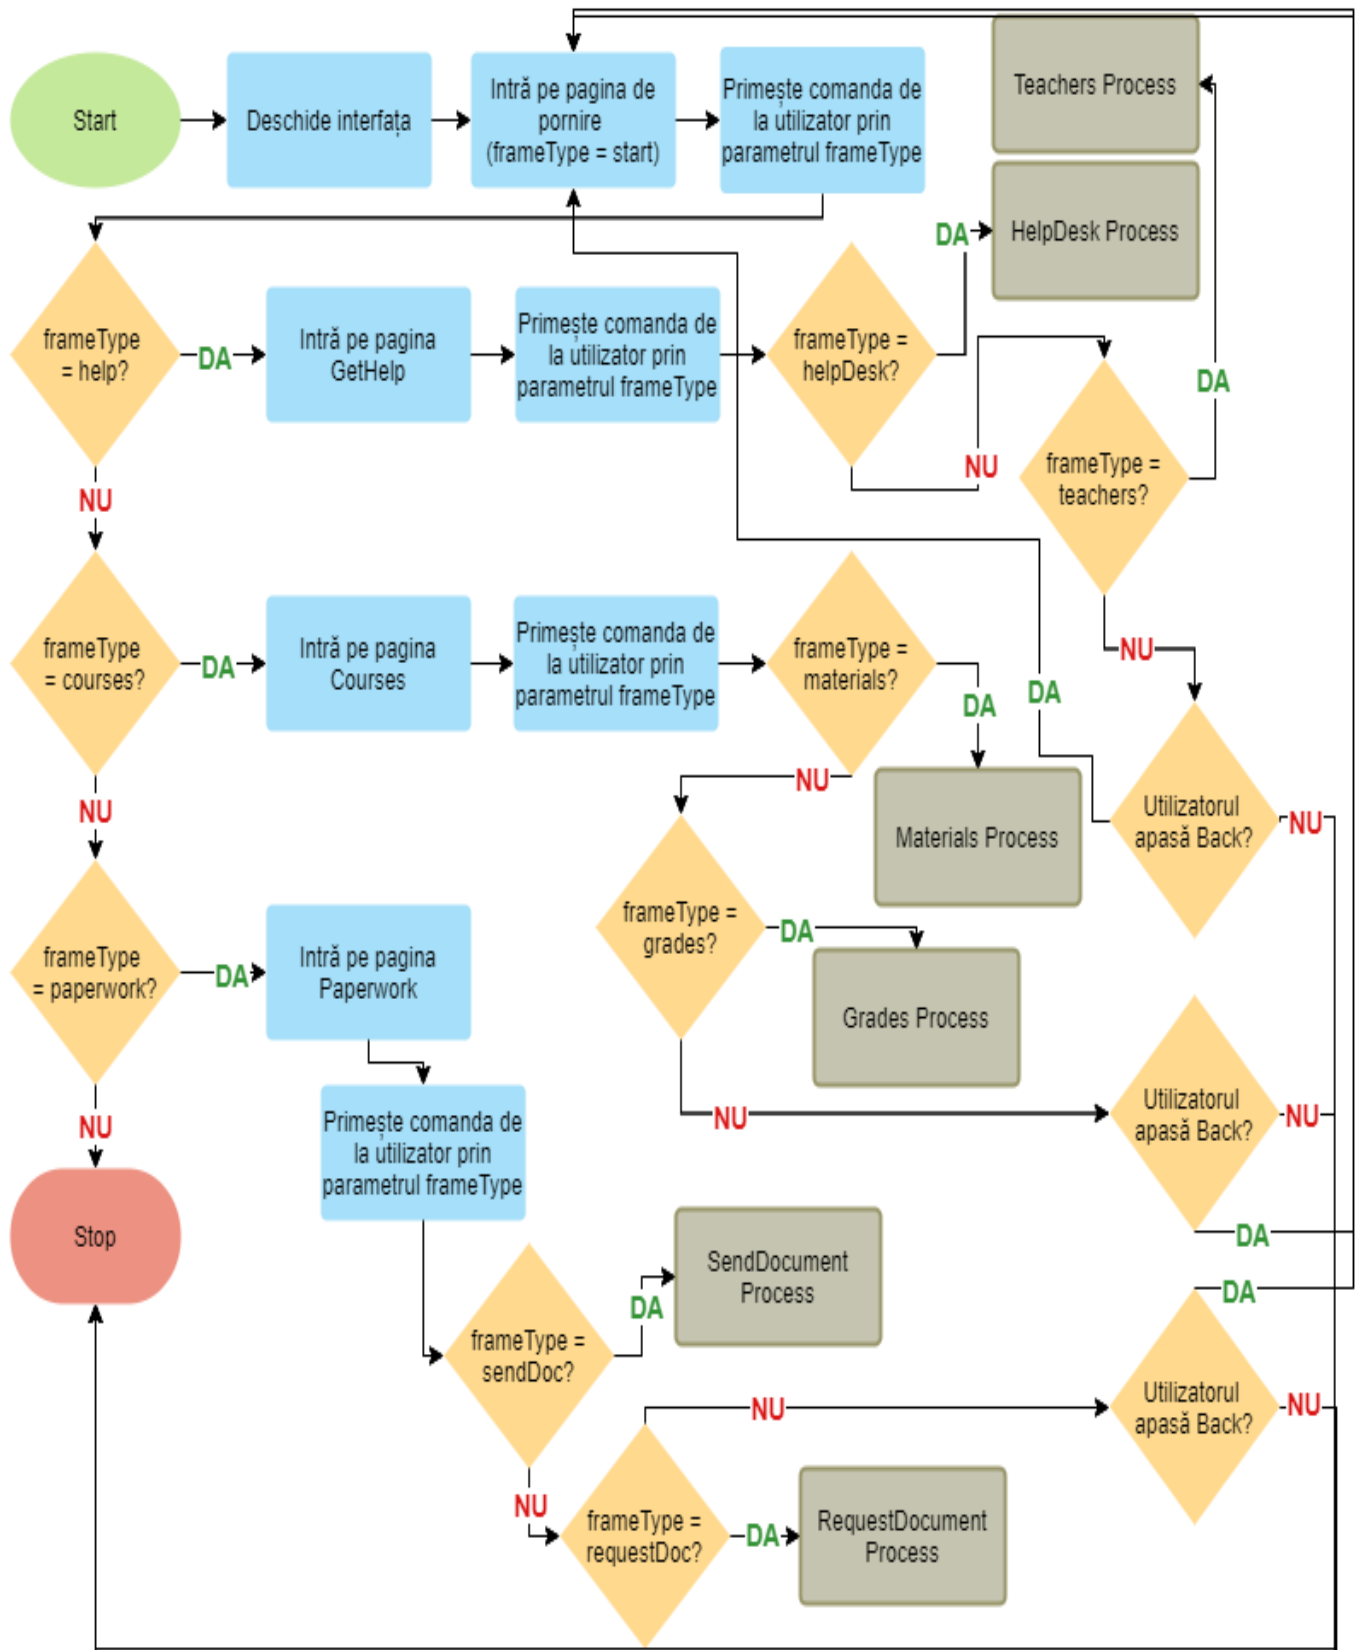 Start
Deschide interfața
Intră pe pagina de
pornire
(frameType = start)
Primește comanda de
la utilizator prin
parametrul frameType
Teachers Process
HelpDesk Process
DA
frameType
= help?
DA
Intră pe pagina
GetHelp
Primește comanda de
la utilizator prin
parametrul frameType
frameType =
helpDesk?
DA
NU
frameType =
teachers?
NU
NU
frameType
= courses?
DA
Intră pe pagina
Courses
Primește comanda de
la utilizator prin
parametrul frameType
frameType =
materials?
DA
DA
NU
NU
Materials Process
Utilizatorul
apasă Back?
NU
frameType =
grades?
DA
Grades Process
frameType
= paperwork?
DA
Intră pe pagina
Paperwork
NU
Utilizatorul
apasă Back?
NU
NU
DA
Primește comanda de
la utilizator prin
parametrul frameType
Stop
SendDocument
Process
DA
frameType =
sendDoc?
DA
NU
Utilizatorul
apasă Back?
NU
NU
frameType =
requestDoc?
DA
RequestDocument
Process